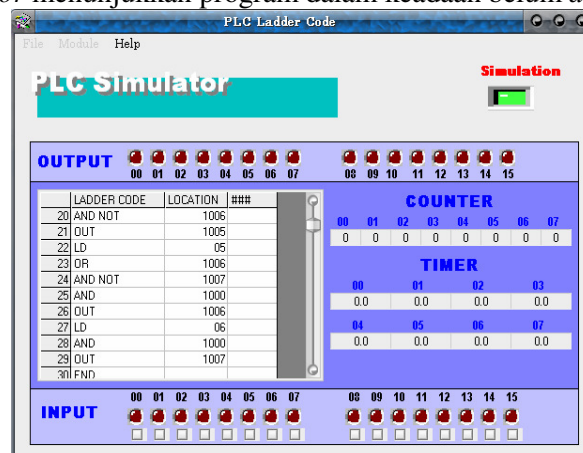 menunjukkan program dalam keadaan belum
PLC Ladder Code
File Module Help
PLC Simulator
Simulation
OUTPUT
00 01 02 03 04 05 06 07 08 09 10 11 12 13 14 15
LADDER CODE LOCATION ###
20 AND NOT 1006
21 OUT 1005
22 LD 05
23 OR 1006
24 AND NOT 1007
25 AND 1000
26 OUT 1006
27 LD 06
28 AND 1000
29 OUT 1007
30 END
COUNTER
00 01 02 03 04 05 06 07
0 0 0 0 0 0 0 0
TIMER
00 01 02 03
0.0 0.0 0.0 0.0
04 05 06 07
0.0 0.0 0.0 0.0
INPUT
00 01 02 03 04 05 06 07 08 09 10 11 12 13 14 15